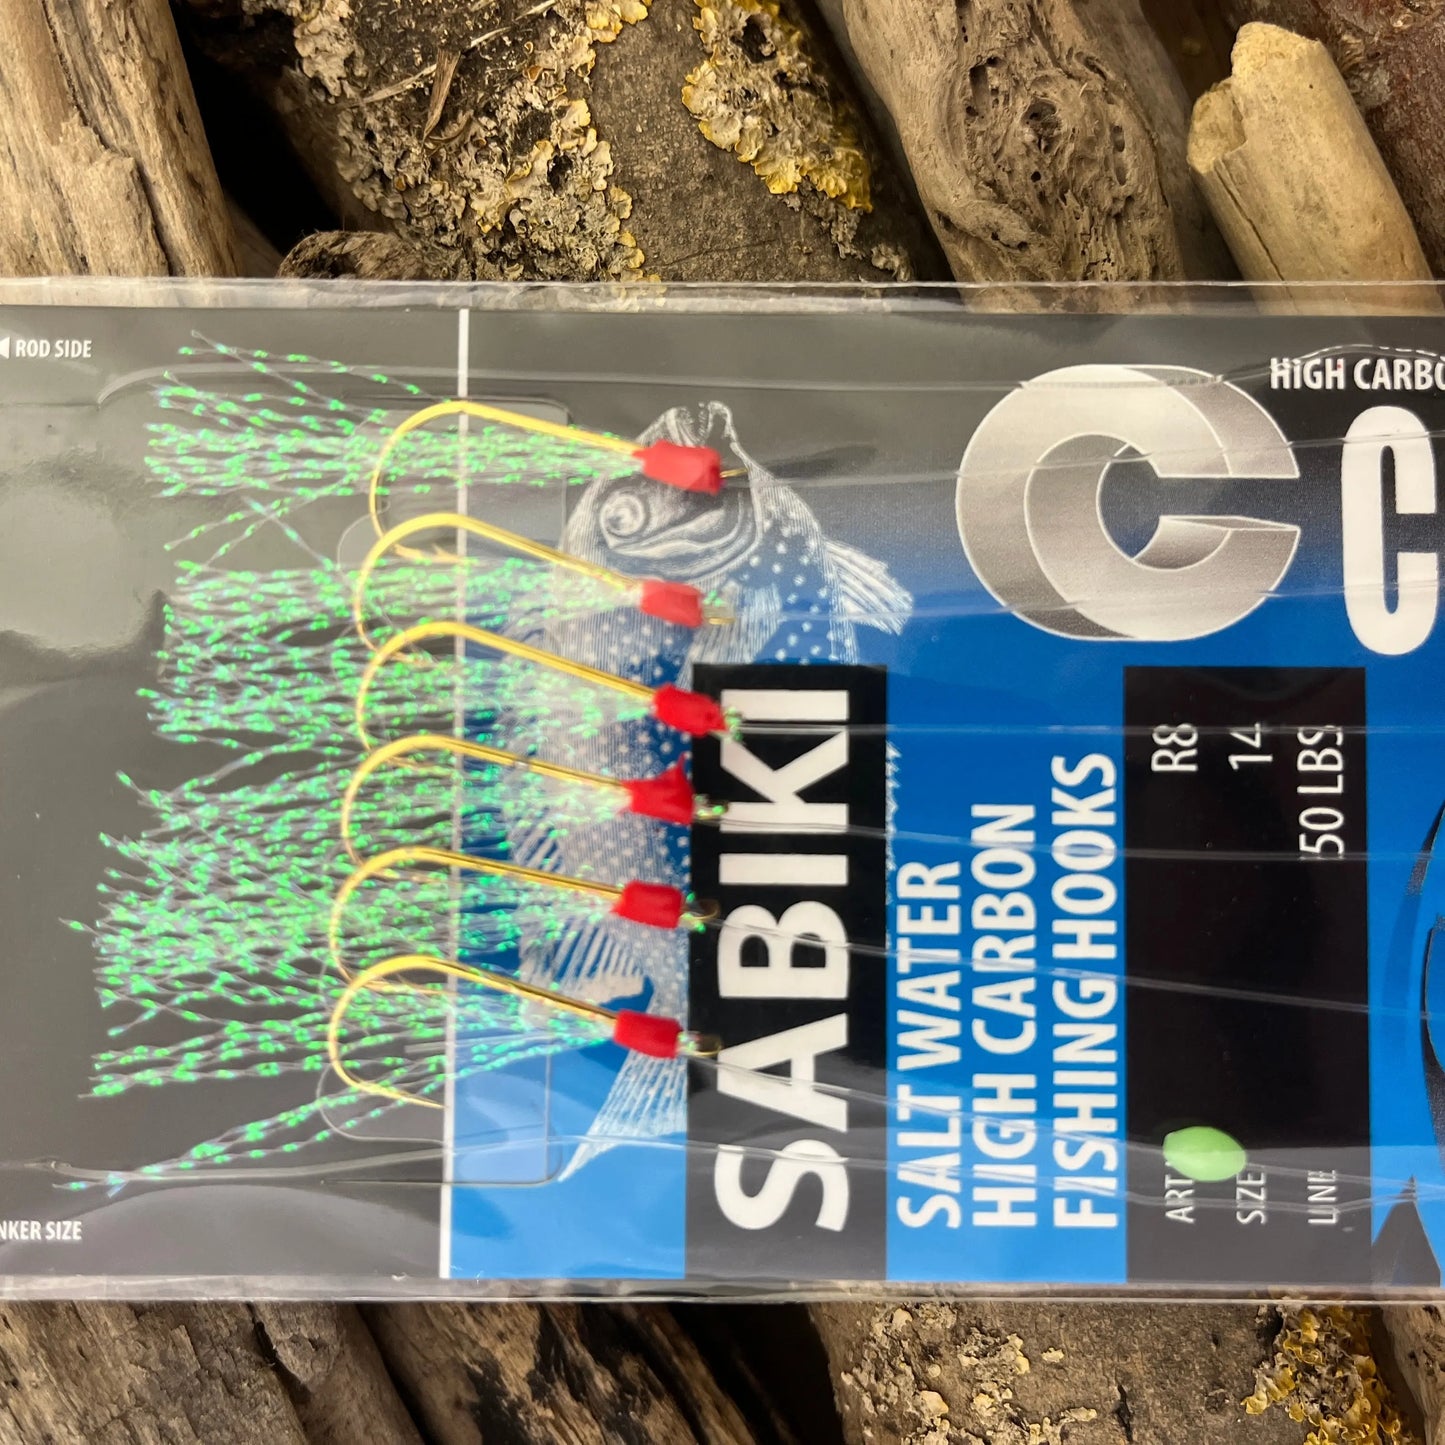 ROD SIDE
NKER SIZE
HIGH CARBO
C
SABIKI
SALT WATER
HIGH CARBON
FISHING HOOKS
ART R8
SIZE 14
LINE 50 LBS